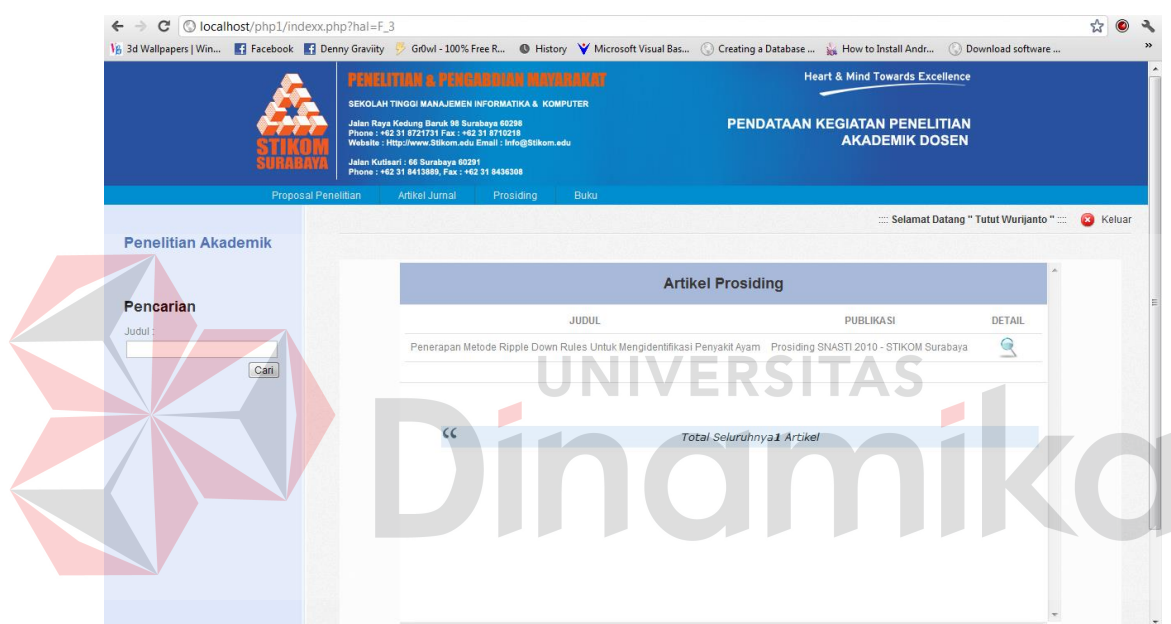 localhost/php1/indexx.php?hal=F_3
3d Wallpapers | Win... Facebook Denny Graviity Gr0wl - 100% Free R... History Microsoft Visual Bas... Creating a Database ... How to Install Andr... Download software ... »
PENELITIAN & PENGABDIAN MAYARAKAT
SEKOLAH TINGGI MANAJEMEN INFORMATIKA & KOMPUTER
Jalan Raya Kedung Baruk 98 Surabaya 60298
Phone : +62 31 8721731 Fax : +62 31 8710218
Website : Http://www.Stikom.edu Email : Info@Stikom.edu
Jalan Kutisari : 66 Surabaya 60291
Phone : +62 31 8413889, Fax : +62 31 8436308
STIKOM
SURABAYA
Heart & Mind Towards Excellence
PENDATAAN KEGIATAN PENELITIAN
AKADEMIK DOSEN
Proposal Penelitian Artikel Jurnal Prosiding Buku
:::: Selamat Datang " Tutut Wurijanto " :::: Keluar
Penelitian Akademik
Pencarian
Judul :
Cari
Artikel Prosiding
JUDUL PUBLIKASI DETAIL
Penerapan Metode Ripple Down Rules Untuk Mengidentifikasi Penyakit Ayam Prosiding SNASTI 2010 - STIKOM Surabaya
“ Total Seluruhnya1 Artikel
UNIVERSITAS
Dinamika